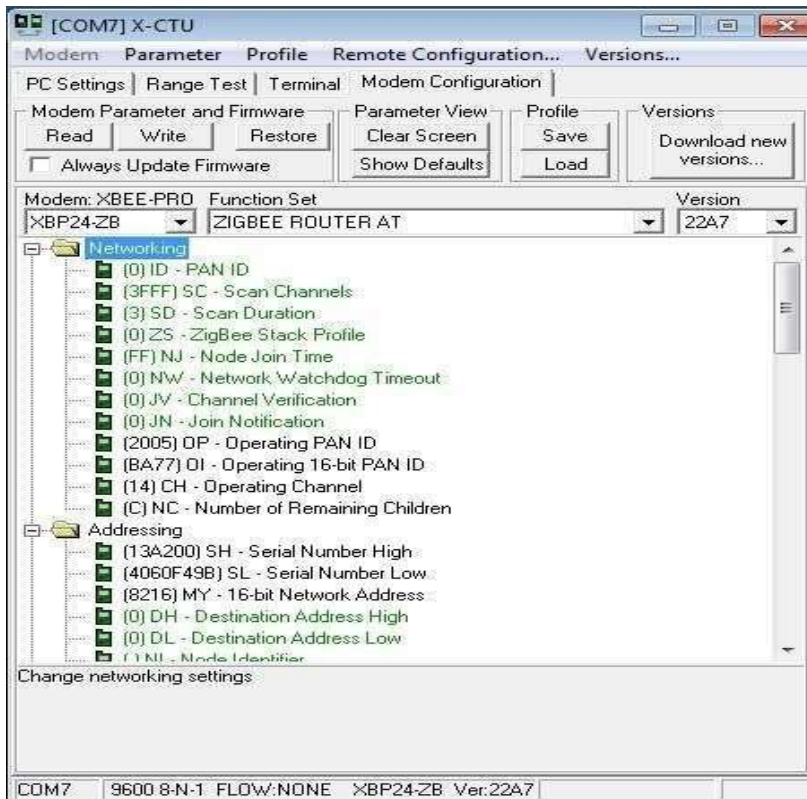 [COM7] X-CTU
Modem Parameter Profile Remote Configuration... Versions...
PC Settings Range Test Terminal Modem Configuration
Modem Parameter and Firmware Parameter View Profile Versions
Read Write Restore Clear Screen Save Download new versions...
Always Update Firmware Show Defaults Load
Modem: XBEE-PRO Function Set Version
XBP24-ZB ZIGBEE ROUTER AT 22A7
Networking
(0) ID - PAN ID
(3FFF) SC - Scan Channels
(3) SD - Scan Duration
(0) ZS - ZigBee Stack Profile
(FF) NJ - Node Join Time
(0) NW - Network Watchdog Timeout
(0) JV - Channel Verification
(0) JN - Join Notification
(2005) OP - Operating PAN ID
(BA77) OI - Operating 16-bit PAN ID
(14) CH - Operating Channel
(C) NC - Number of Remaining Children
Addressing
(13A200) SH - Serial Number High
(4060F49B) SL - Serial Number Low
(8216) MY - 16-bit Network Address
(0) DH - Destination Address High
(0) DL - Destination Address Low
( ) NI - Node Identifier
Change networking settings
COM7 9600 8-N-1 FLOW:NONE XBP24-ZB Ver:22A7